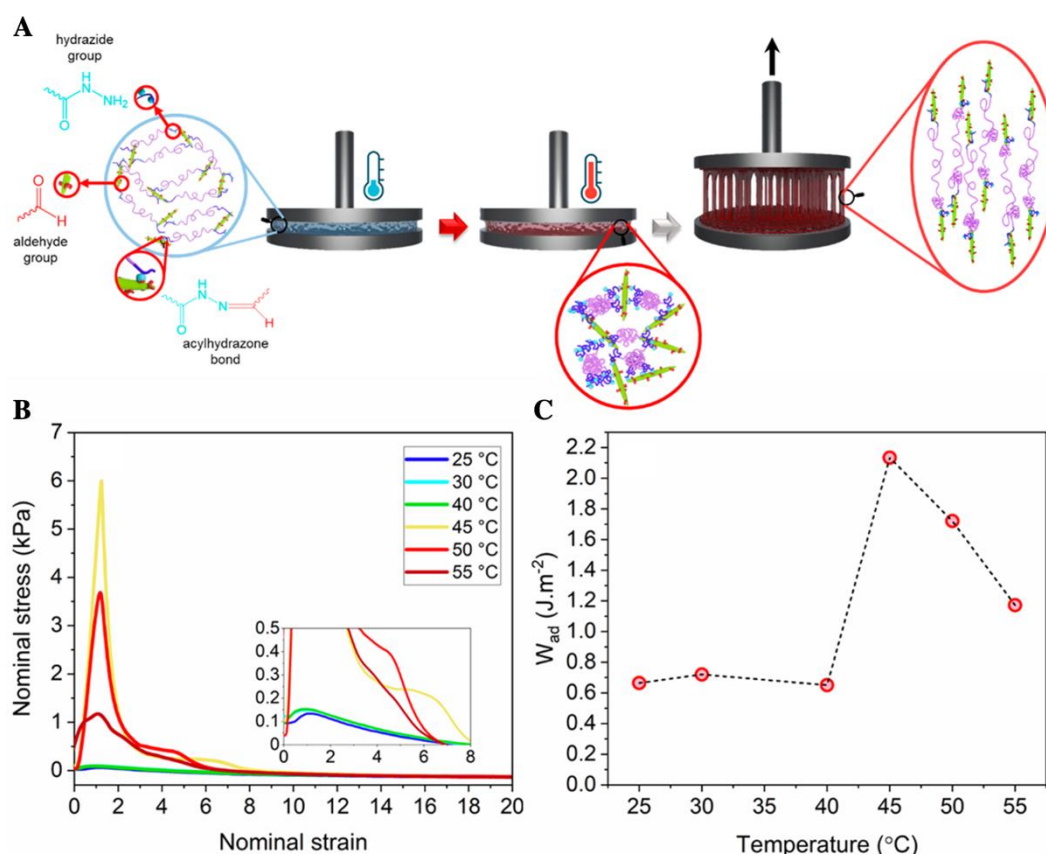 A
hydrazide
group
H
N
NH2
O
O
H
aldehyde
group
H
N
N
O
H
acylhydrazone
bond
B
7
6
5
4
3
2
1
0
Nominal stress (kPa)
25 °C
30 °C
40 °C
45 °C
50 °C
55 °C
0.5
0.4
0.3
0.2
0.1
0
0 2 4 6 8
0 2 4 6 8 10 12 14 16 18 20
Nominal strain
C
2.2
2.0
1.8
1.6
1.4
1.2
1.0
0.8
0.6
0.4
0.2
0.0
Wad (J.m-2)
25 30 40 45 50 55
Temperature (°C)